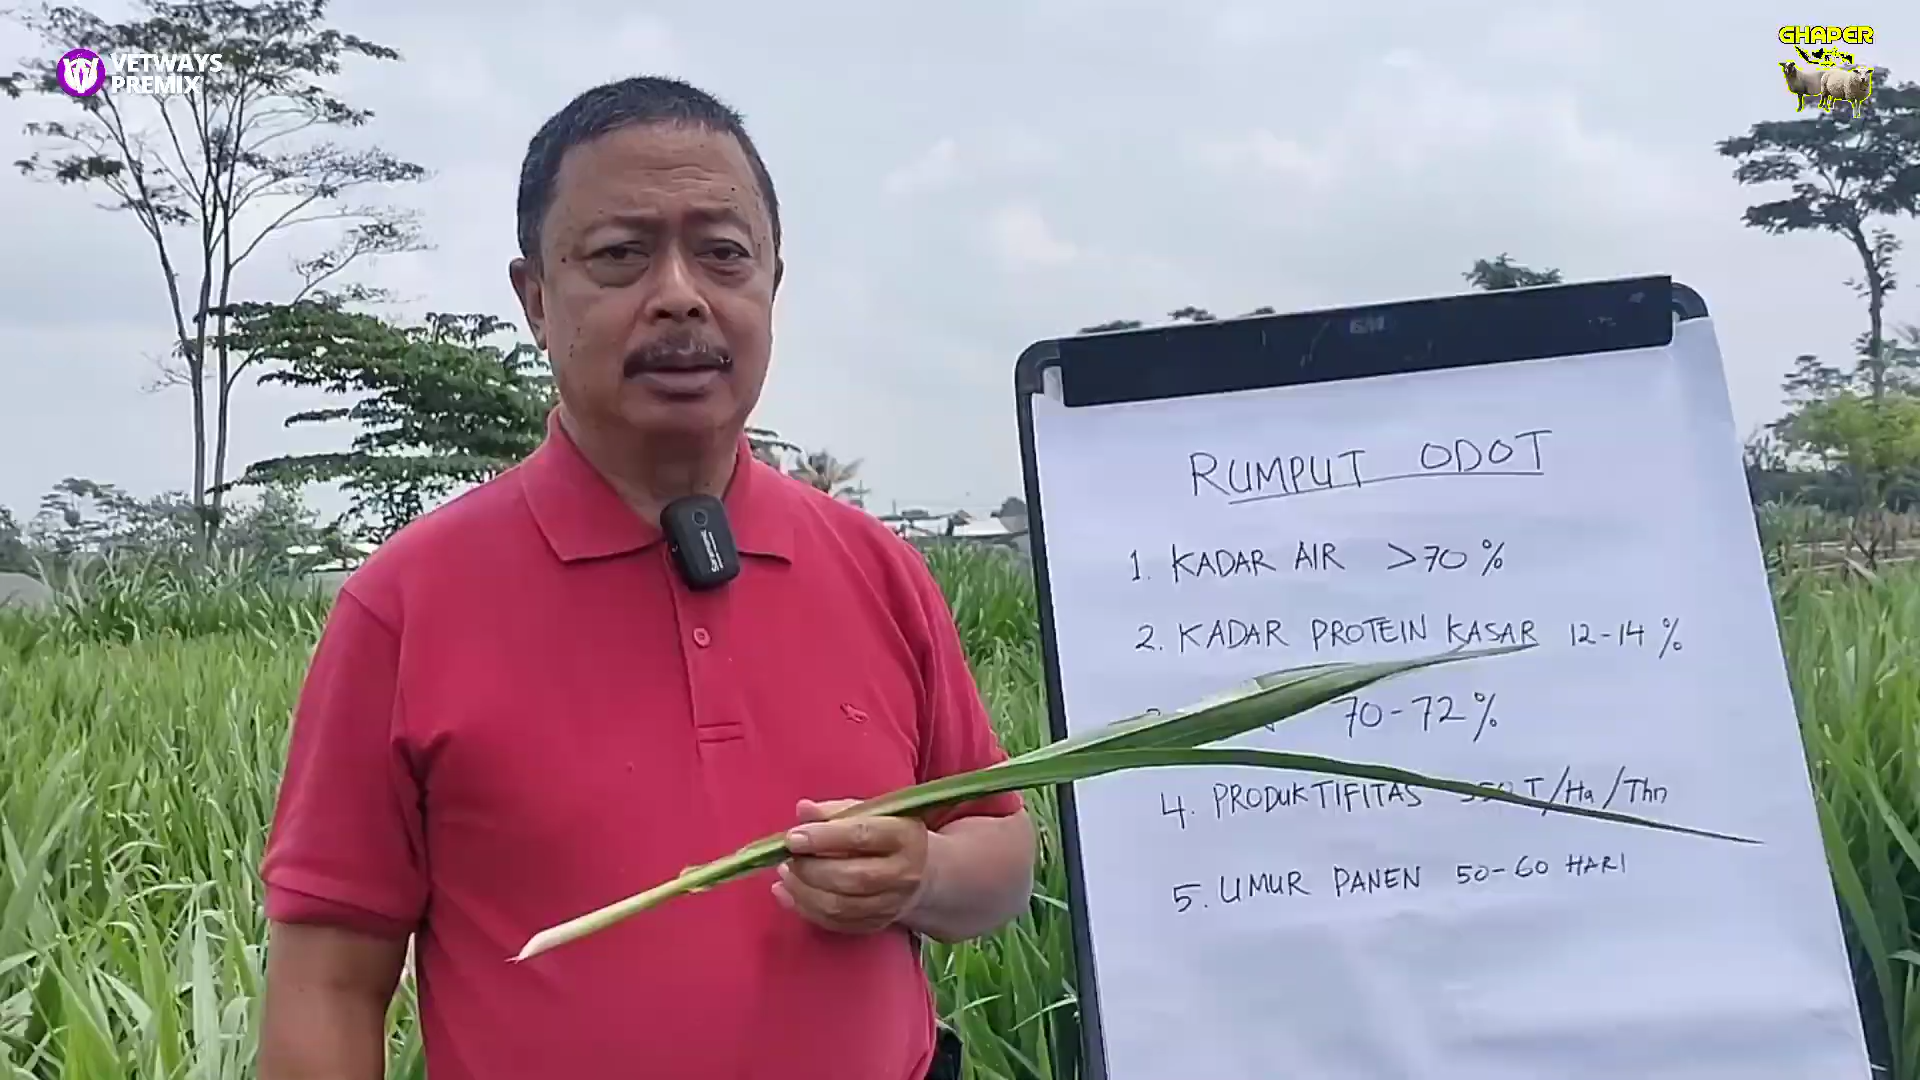 VETWAYS
PREMIX
GHAPER
RUMPUT ODOT
1. KADAR AIR >70 %
2. KADAR PROTEIN KASAR 12-14 %
70-72%
4. PRODUKTIFITAS T/Ha/Thn
5. UMUR PANEN 50-60 HARI